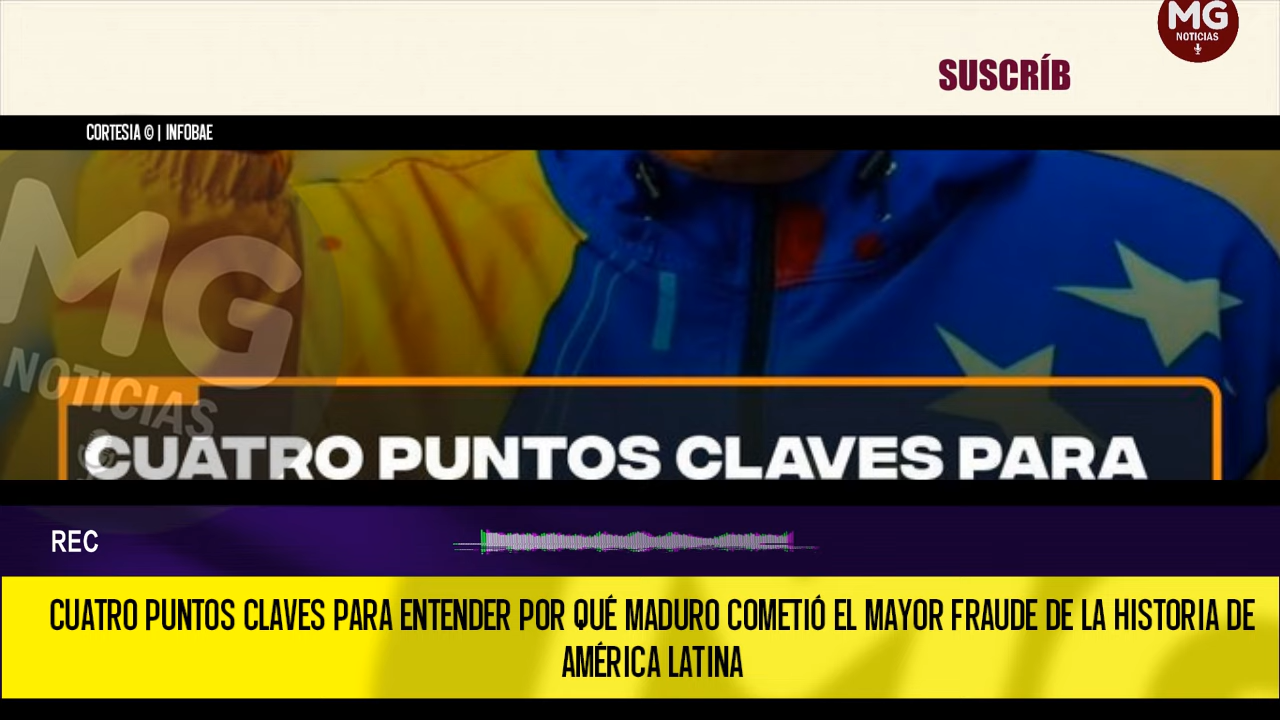 MG
NOTICIAS
SUSCRÍB
CORTESIA © | INFOBAE
MG
NOTICIAS
CUATRO PUNTOS CLAVES PARA
REC
CUATRO PUNTOS CLAVES PARA ENTENDER POR QUÉ MADURO COMETIÓ EL MAYOR FRAUDE DE LA HISTORIA DE
AMÉRICA LATINA